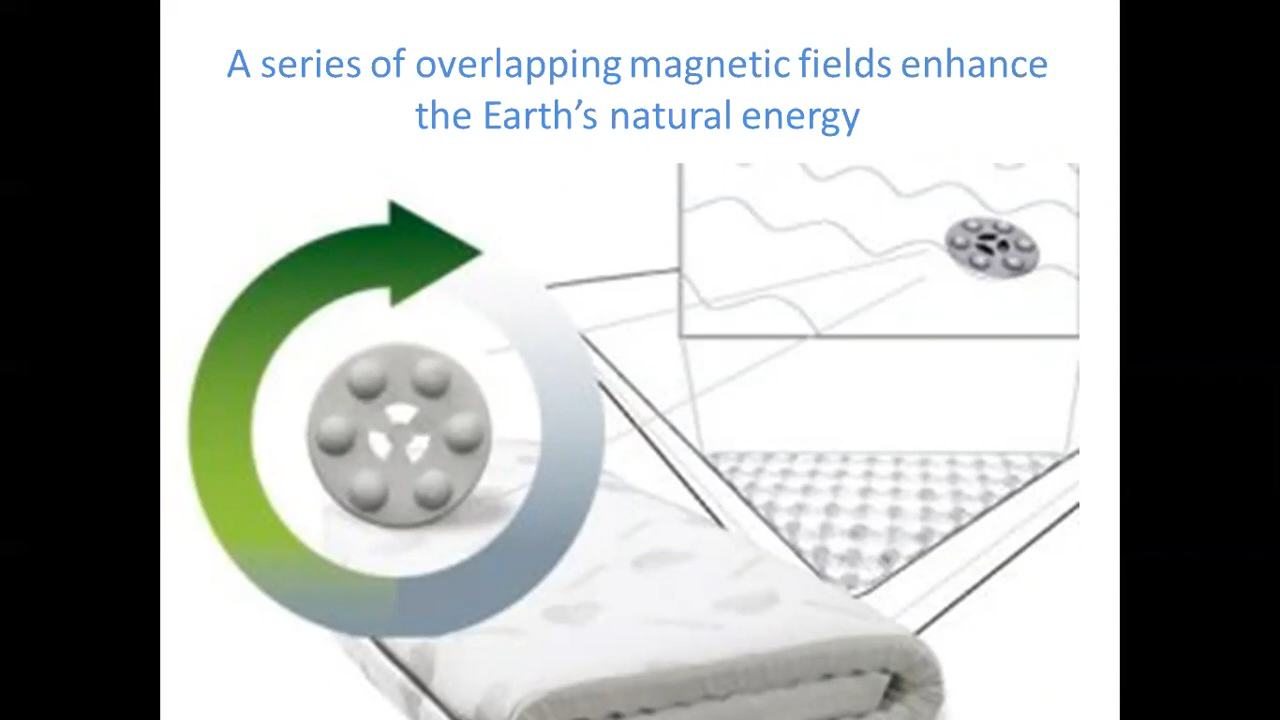 A series of overlapping magnetic fields enhance
the Earth’s natural energy